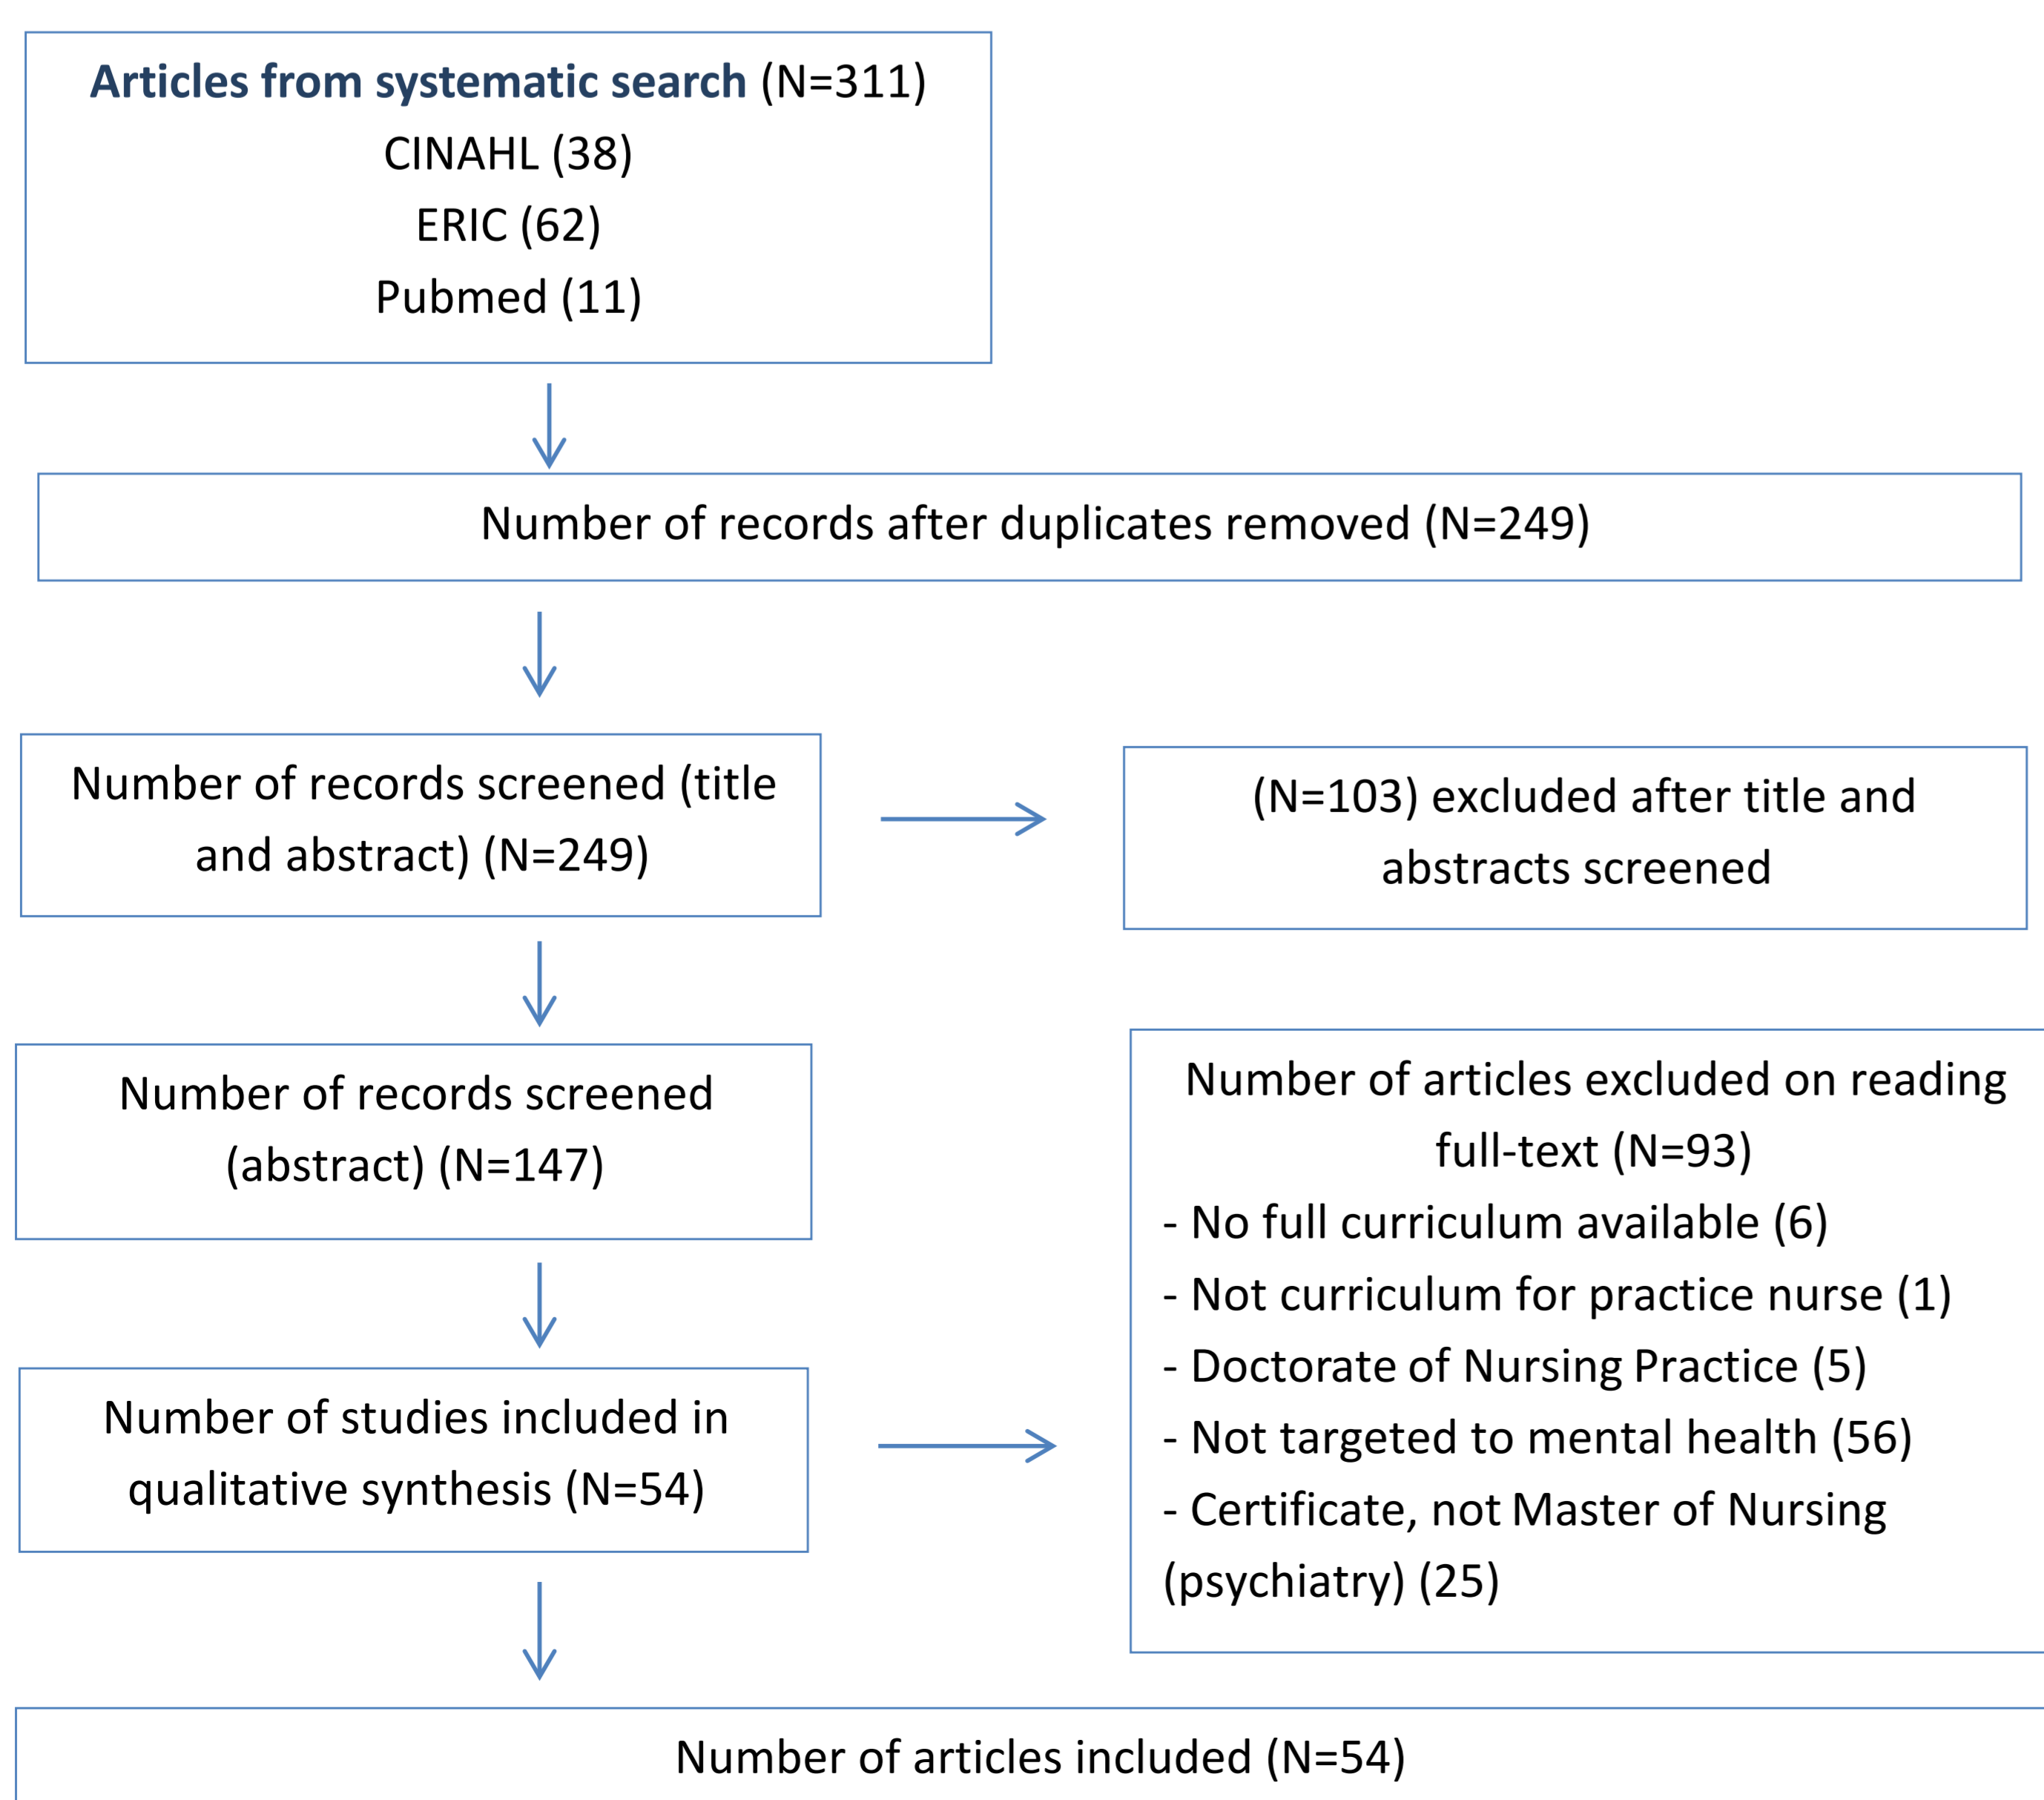 Articles from systematic search (N=311)
CINAHL (38)
ERIC (62)
Pubmed (11)
Number of records after duplicates removed (N=249)
Number of records screened (title
and abstract) (N=249)
(N=103) excluded after title and
abstracts screened
Number of records screened
(abstract) (N=147)
Number of articles excluded on reading
full-text (N=93)
- No full curriculum available (6)
- Not curriculum for practice nurse (1)
- Doctorate of Nursing Practice (5)
- Not targeted to mental health (56)
- Certificate, not Master of Nursing
(psychiatry) (25)
Number of studies included in
qualitative synthesis (N=54)
Number of articles included (N=54)